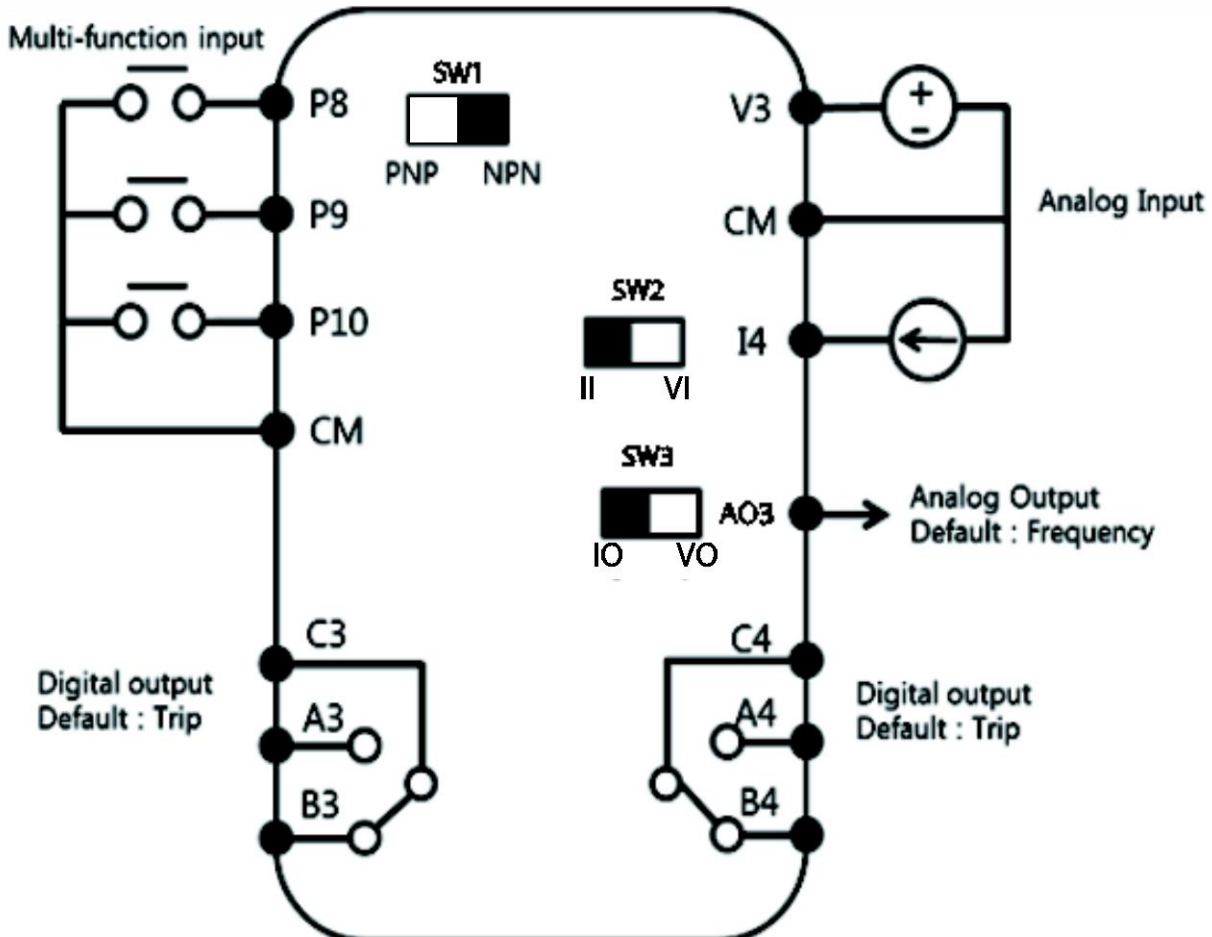 Multi-function input
SW1
P8
PNP NPN
P9
P10
CM
V3
+
-
CM
Analog Input
SW2
II VI
I4
SW3
IO VO
AO3
Analog Output
Default : Frequency
C3
Digital output
Default : Trip
A3
B3
C4
A4
Digital output
Default : Trip
B4